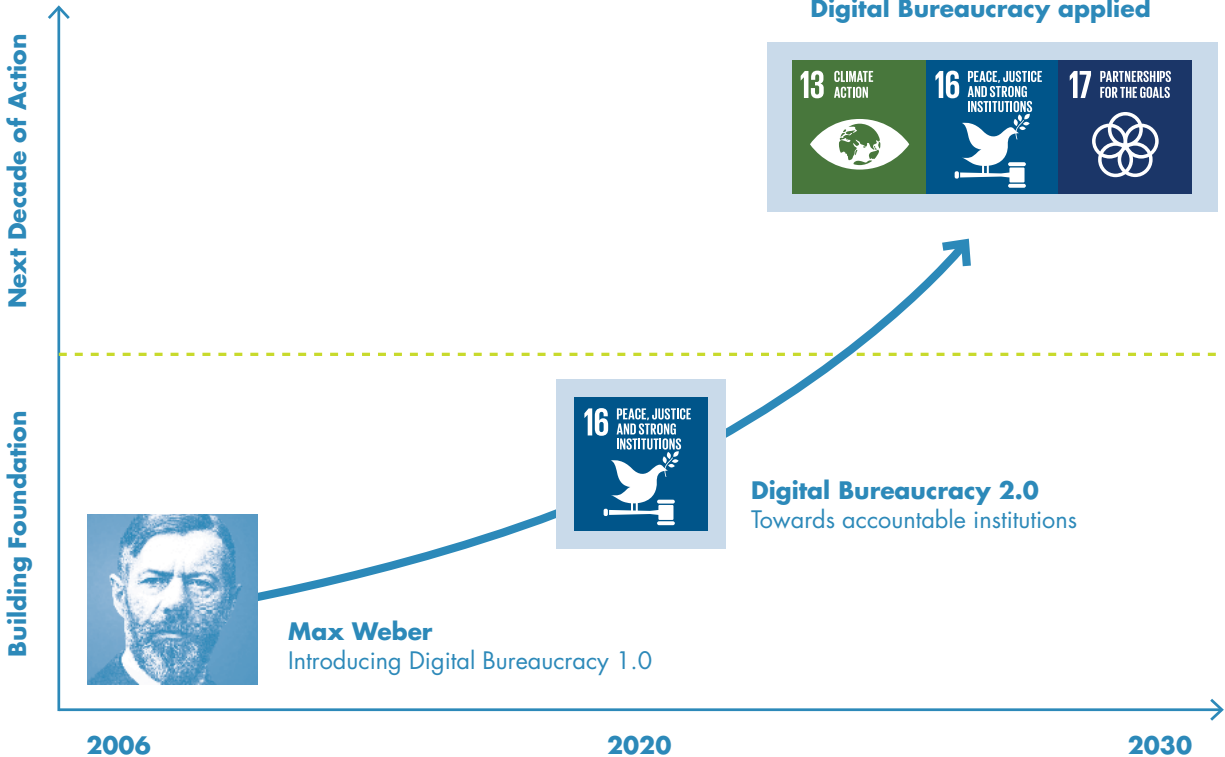 Digital Bureaucracy applied
Next Decade of Action
13 CLIMATE
ACTION
16 PEACE, JUSTICE
AND STRONG
INSTITUTIONS
17 PARTNERSHIPS
FOR THE GOALS
Building Foundation
16 PEACE, JUSTICE
AND STRONG
INSTITUTIONS
Digital Bureaucracy 2.0
Towards accountable institutions
Max Weber
Introducing Digital Bureaucracy 1.0
2006
2020
2030